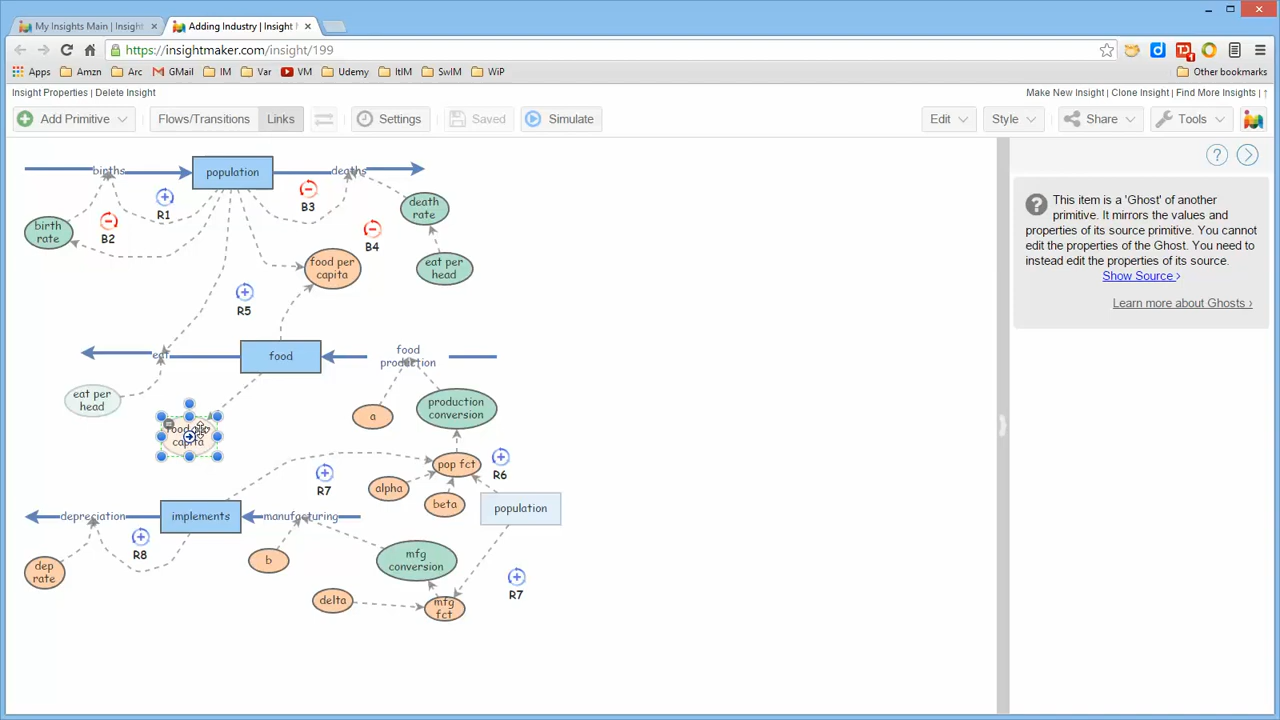 My Insights Main | Insight
Adding Industry | Insight M
https://insightmaker.com/insight/199
Apps Amzn Arc GMail IM Var VM Udemy ItIM SwIM WiP Other bookmarks
Insight Properties | Delete Insight
Make New Insight | Clone Insight | Find More Insights |
Add Primitive Flows/Transitions Links Settings Saved Simulate Edit Style Share Tools
This item is a 'Ghost' of another
primitive. It mirrors the values and
properties of its source primitive. You cannot
edit the properties of the Ghost. You need to
instead edit the properties of its source.
Show Source ›
Learn more about Ghosts ›
births
population
deaths
R1
B3
death
rate
birth
rate
B2
B4
food per
capita
eat per
head
R5
eat
food
food
production
eat per
head
a
production
conversion
food per
capita
pop fct
R6
R7
alpha
beta
population
depreciation
implements
manufacturing
R8
dep
rate
b
mfg
conversion
R7
delta
mfg
fct